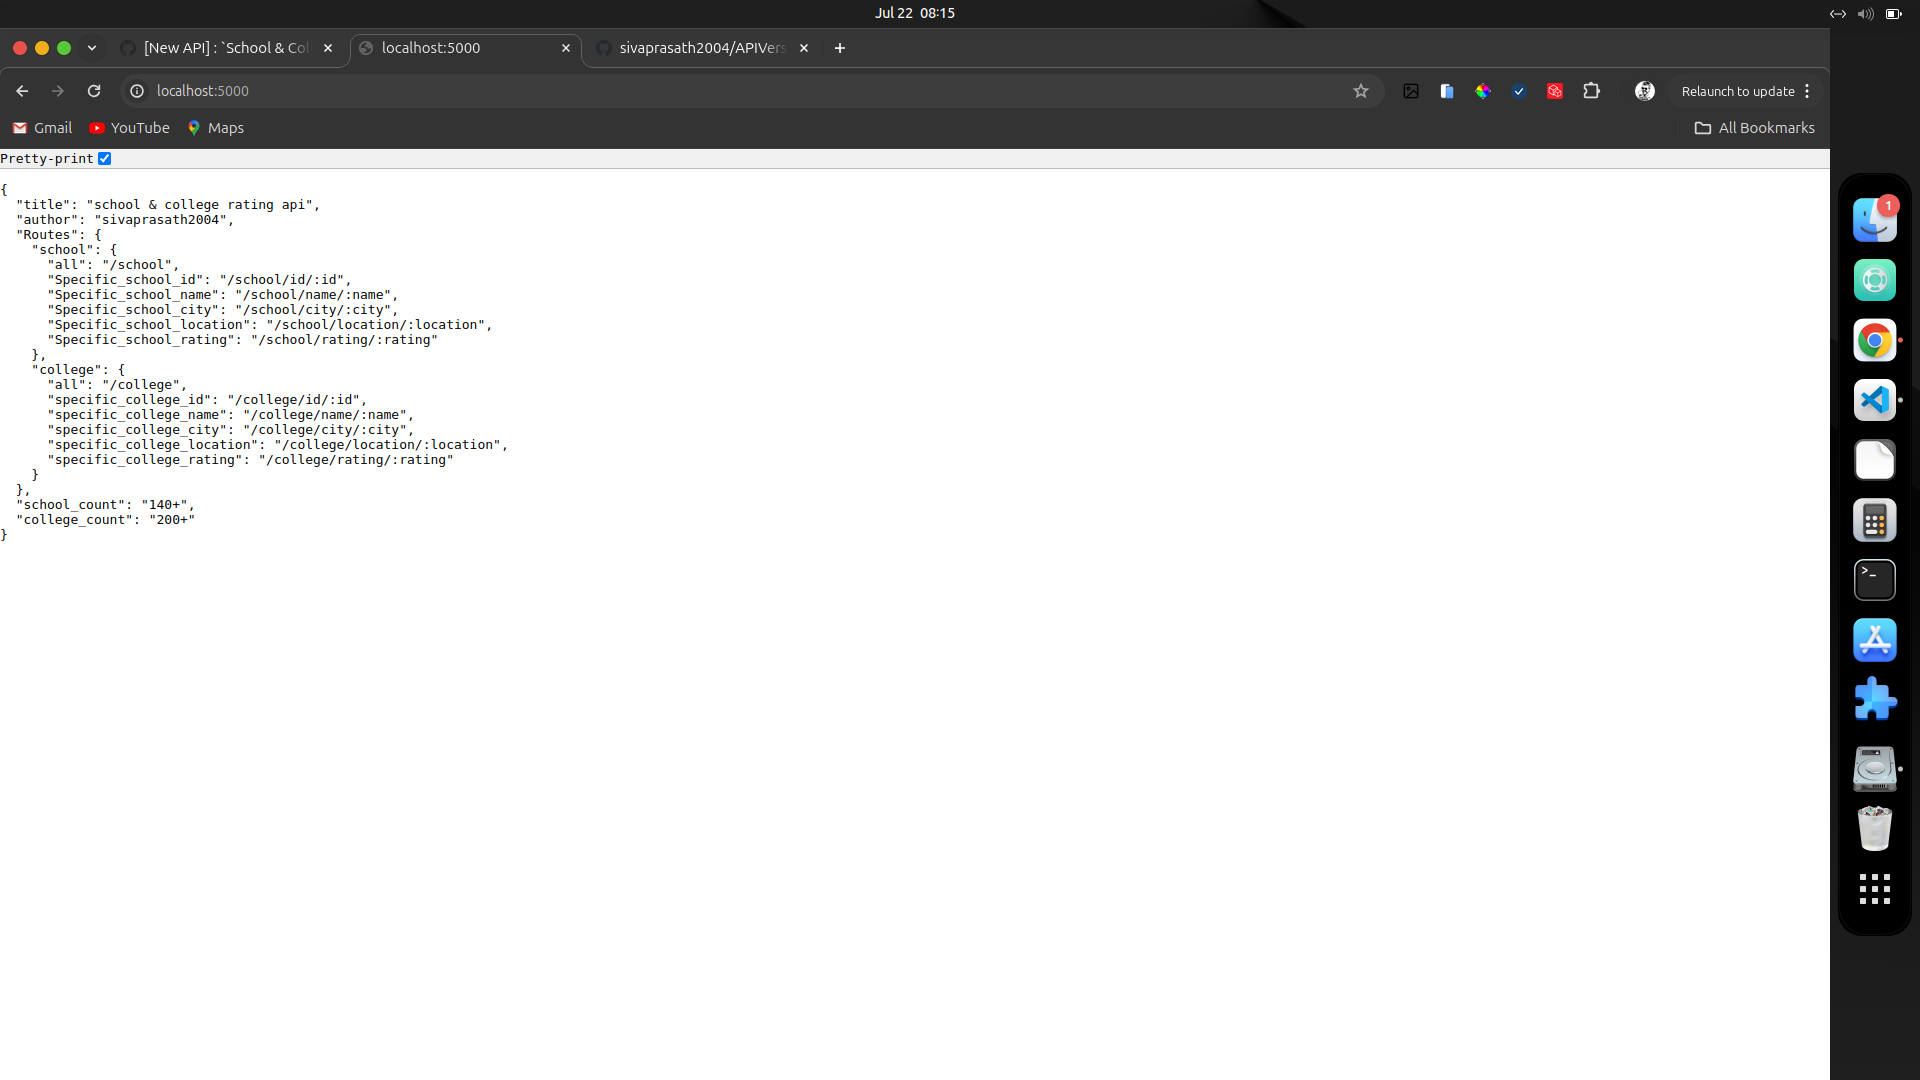 Jul 22 08:15
[New API] : `School & Col
localhost:5000
sivaprasath2004/APIVers
localhost:5000
Relaunch to update
Gmail
YouTube
Maps
All Bookmarks
Pretty-print
{
  "title": "school & college rating api",
  "author": "sivaprasath2004",
  "Routes": {
    "school": {
      "all": "/school",
      "Specific_school_id": "/school/id/:id",
      "Specific_school_name": "/school/name/:name",
      "Specific_school_city": "/school/city/:city",
      "Specific_school_location": "/school/location/:location",
      "Specific_school_rating": "/school/rating/:rating"
    },
    "college": {
      "all": "/college",
      "specific_college_id": "/college/id/:id",
      "specific_college_name": "/college/name/:name",
      "specific_college_city": "/college/city/:city",
      "specific_college_location": "/college/location/:location",
      "specific_college_rating": "/college/rating/:rating"
    }
  },
  "school_count": "140+",
  "college_count": "200+"
}
1
>_